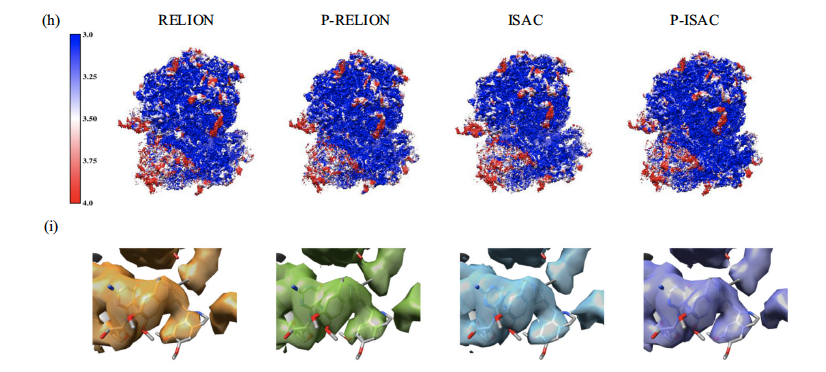 (h) RELION P-RELION ISAC P-ISAC
3.0
3.25
3.50
3.75
4.0
(i)